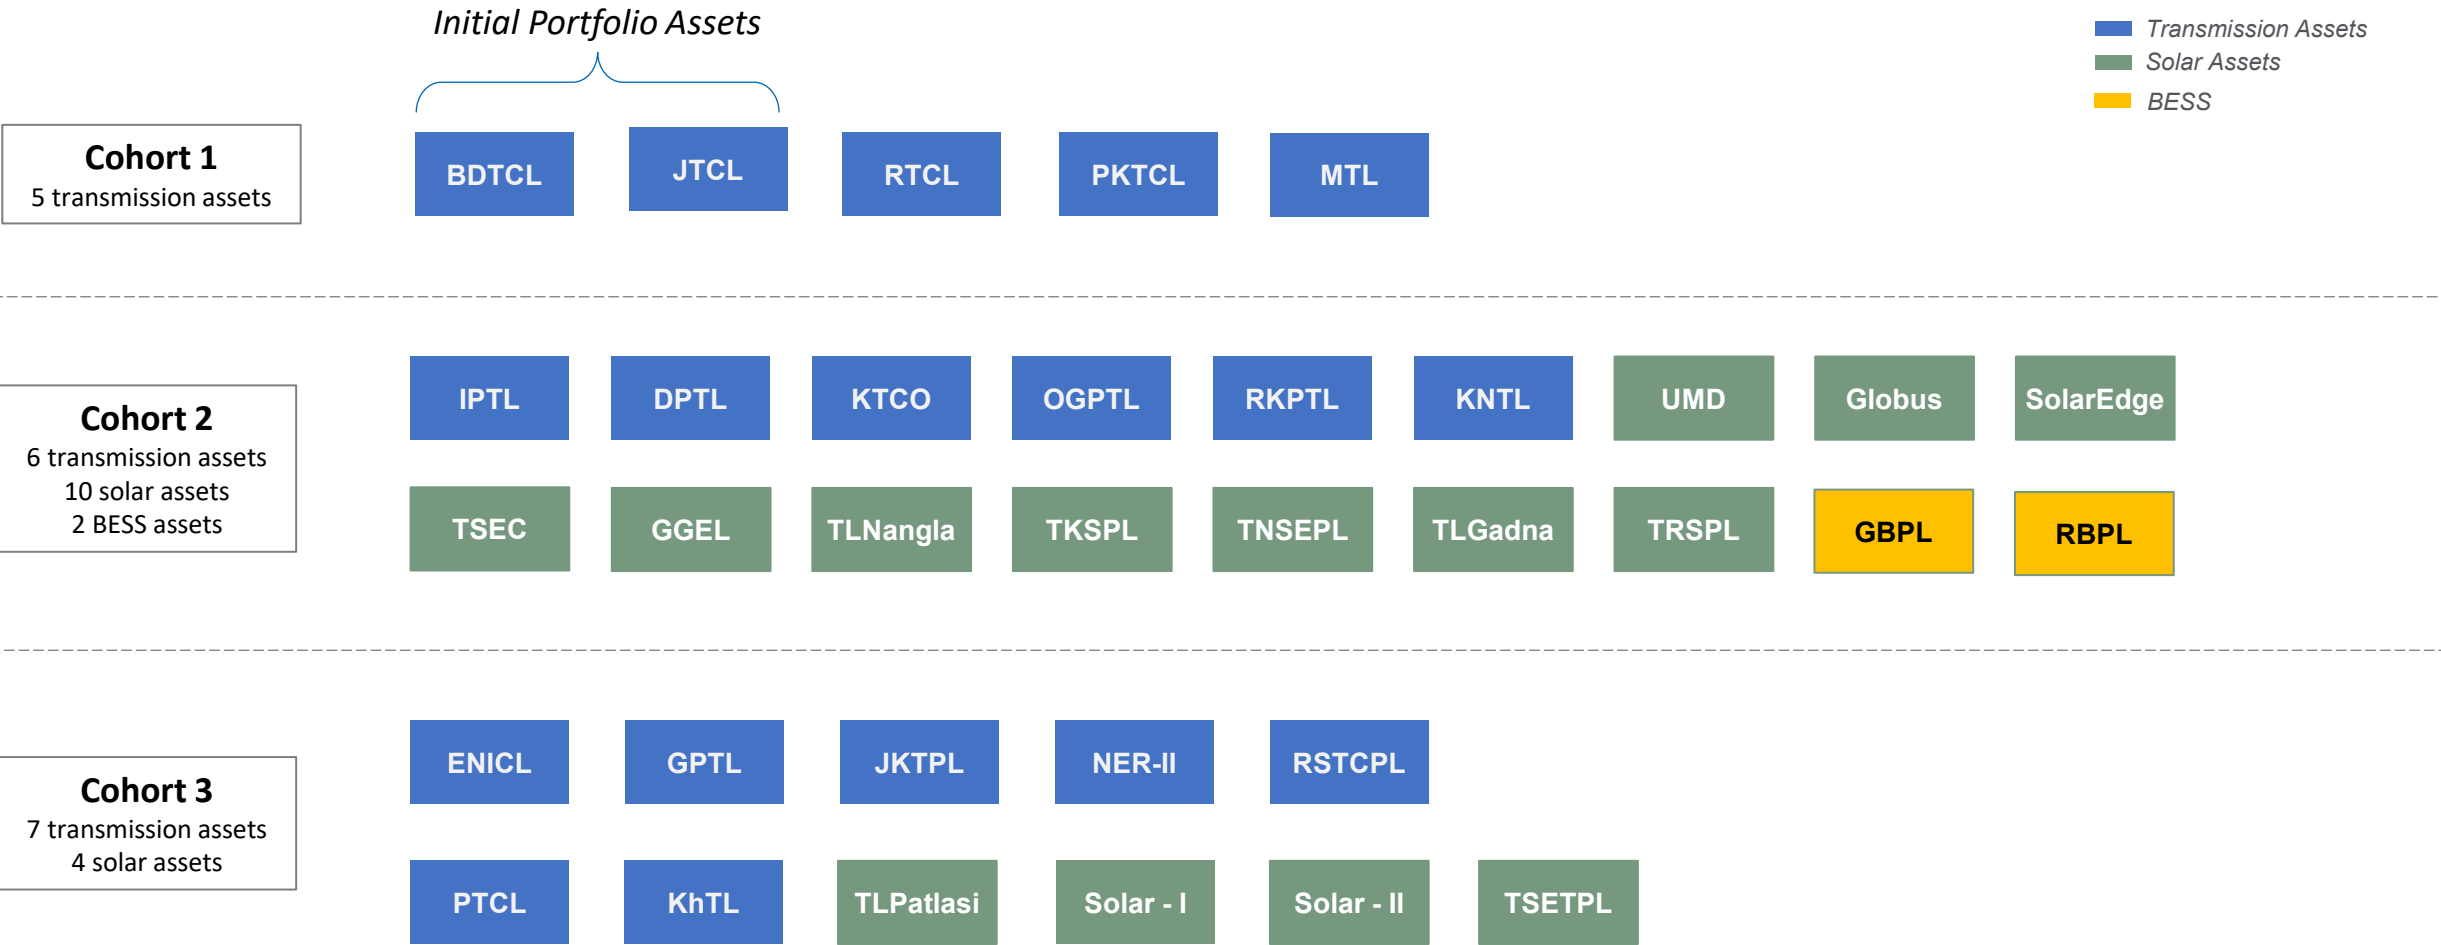 Initial Portfolio Assets
Transmission Assets
Solar Assets
BESS
Cohort 1
5 transmission assets
BDTCL
JTCL
RTCL
PKTCL
MTL
Cohort 2
6 transmission assets
10 solar assets
2 BESS assets
IPTL
DPTL
KTCO
OGPTL
RKPTL
KNTL
UMD
Globus
SolarEdge
TSEC
GGEL
TLNangla
TKSPL
TNSEPL
TLGadna
TRSPL
GBPL
RBPL
Cohort 3
7 transmission assets
4 solar assets
ENICL
GPTL
JKTPL
NER-II
RSTCPL
PTCL
KhTL
TLPatlasi
Solar - I
Solar - II
TSETPL